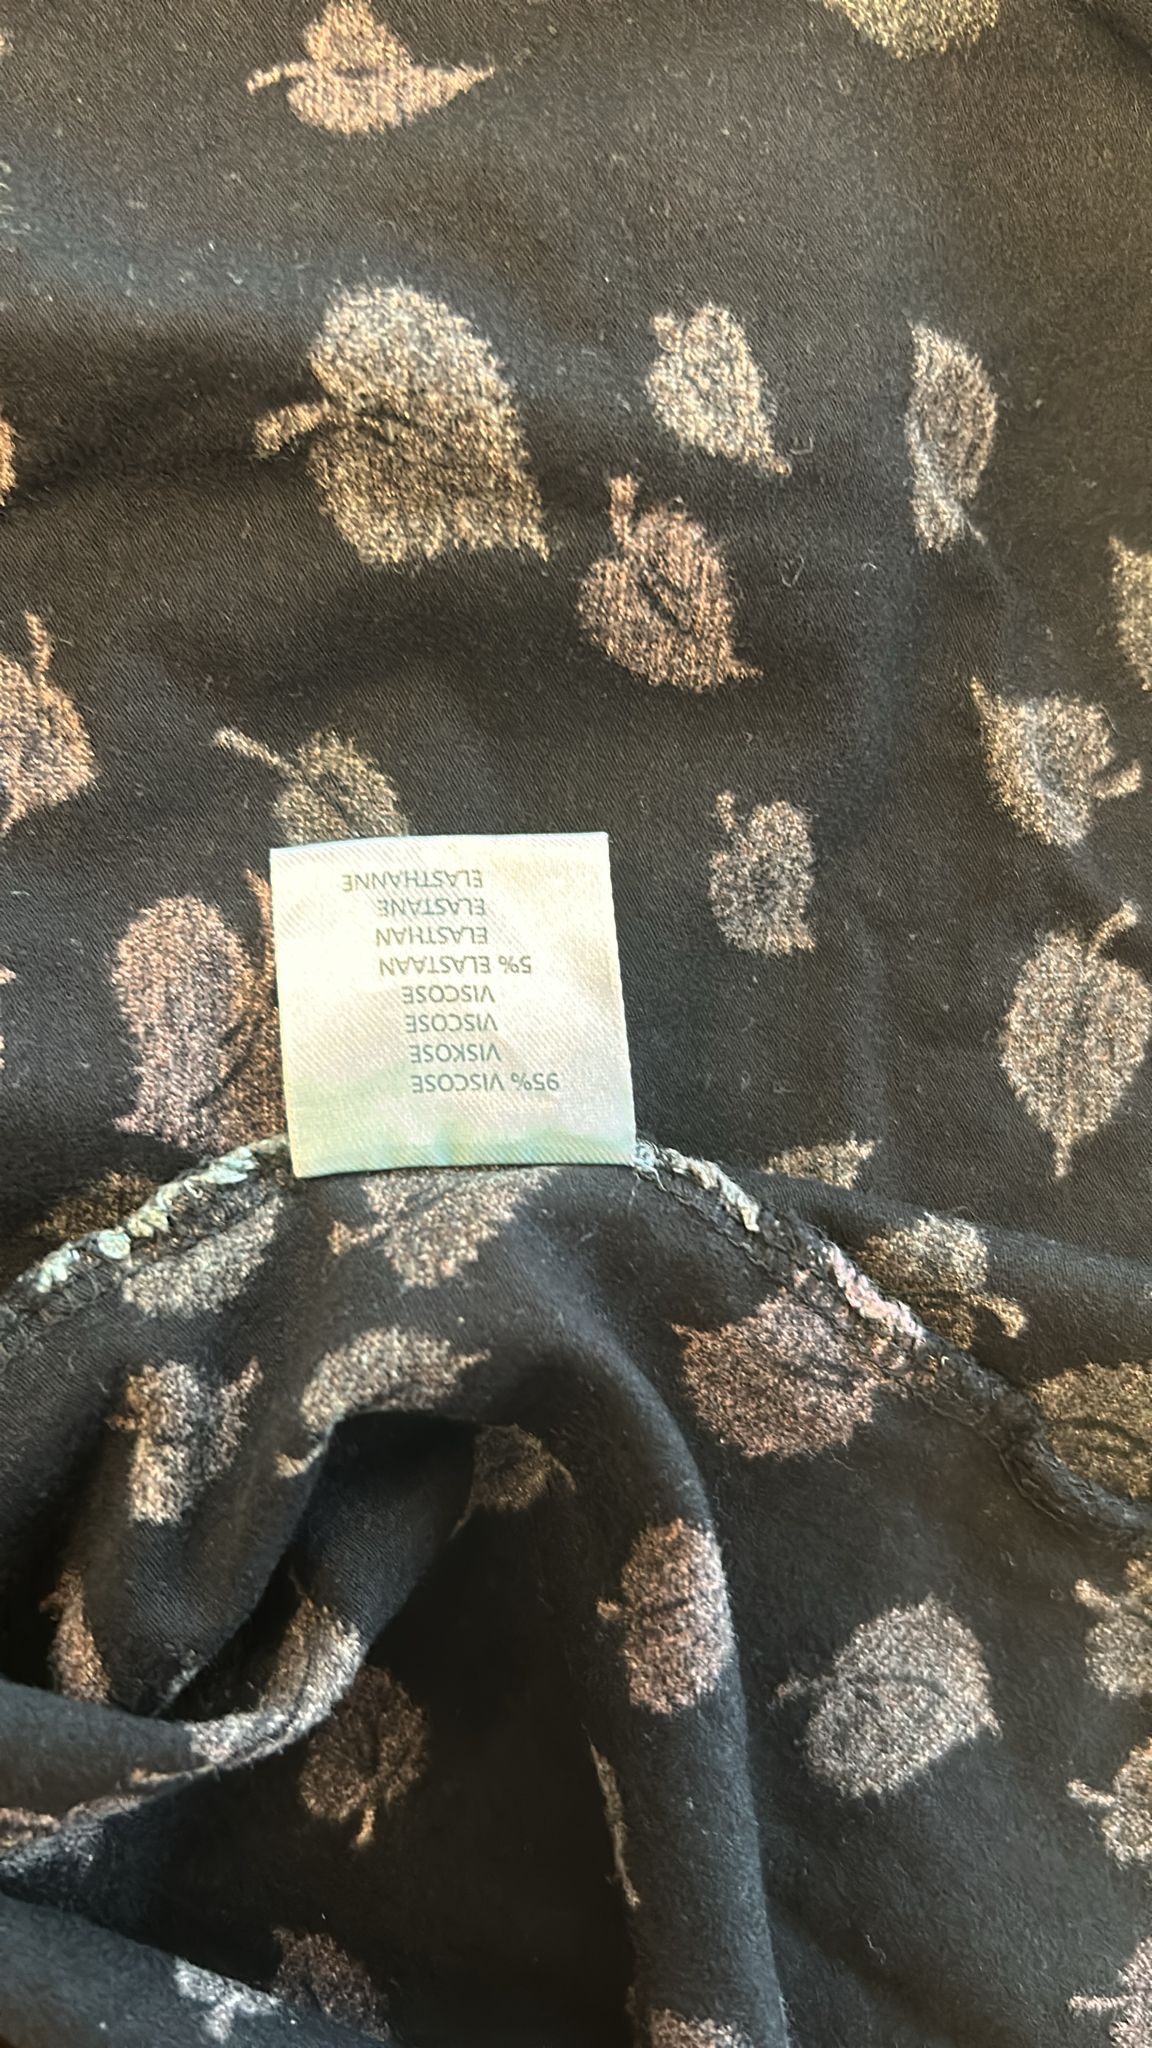 95% VISCOSE
VISKOSE
VISCOSE
VISCOSE
5% ELASTAAN
ELASTHAN
ELASTANE
ELASTHANNE